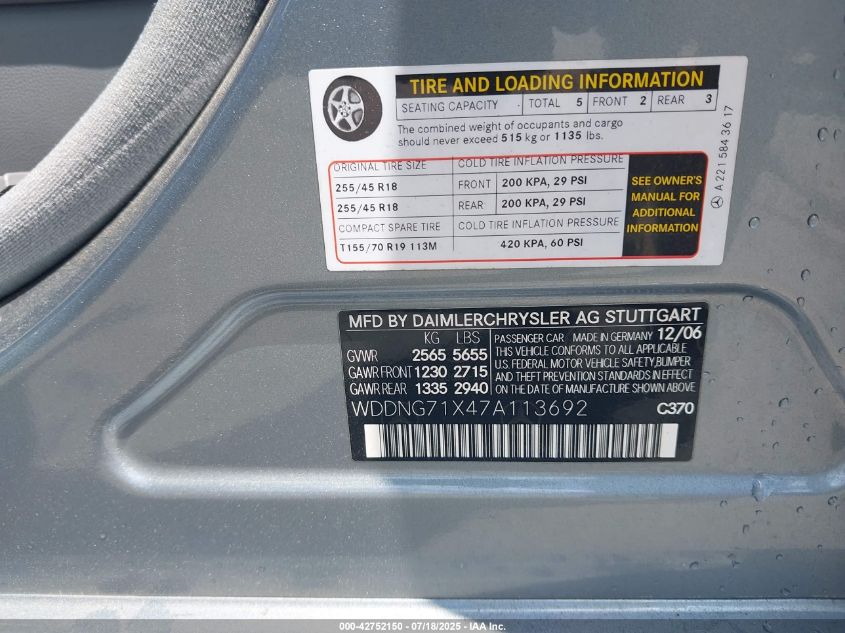 TIRE AND LOADING INFORMATION
SEATING CAPACITY TOTAL 5 FRONT 2 REAR 3
The combined weight of occupants and cargo
should never exceed 515 kg or 1135 lbs.
ORIGINAL TIRE SIZE COLD TIRE INFLATION PRESSURE
255/45 R18 FRONT 200 KPA, 29 PSI
255/45 R18 REAR 200 KPA, 29 PSI
COMPACT SPARE TIRE COLD TIRE INFLATION PRESSURE
T155/70 R19 113M 420 KPA, 60 PSI
SEE OWNER'S
MANUAL FOR
ADDITIONAL
INFORMATION
A 221 584 36 17
MFD BY DAIMLERCHRYSLER AG STUTTGART
KG LBS
GVWR 2565 5655
GAWR FRONT 1230 2715
GAWR REAR 1335 2940
PASSENGER CAR MADE IN GERMANY 12/06
THIS VEHICLE CONFORMS TO ALL APPLICABLE
U.S. FEDERAL MOTOR VEHICLE SAFETY, BUMPER
AND THEFT PREVENTION STANDARDS IN EFFECT
ON THE DATE OF MANUFACTURE SHOWN ABOVE
WDDNG71X47A113692 C370
000-42752150 - 07/18/2025 - IAA Inc.